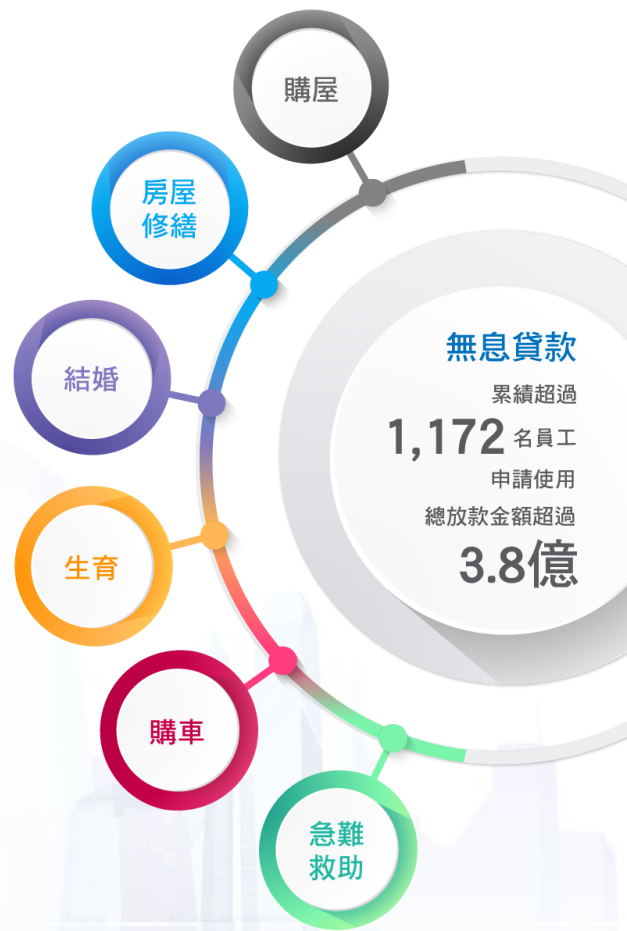 購屋
房屋
修繕
結婚
生育
購車
急難
救助
無息貸款
累績超過
1,172 名員工
申請使用
總放款金額超過
3.8億